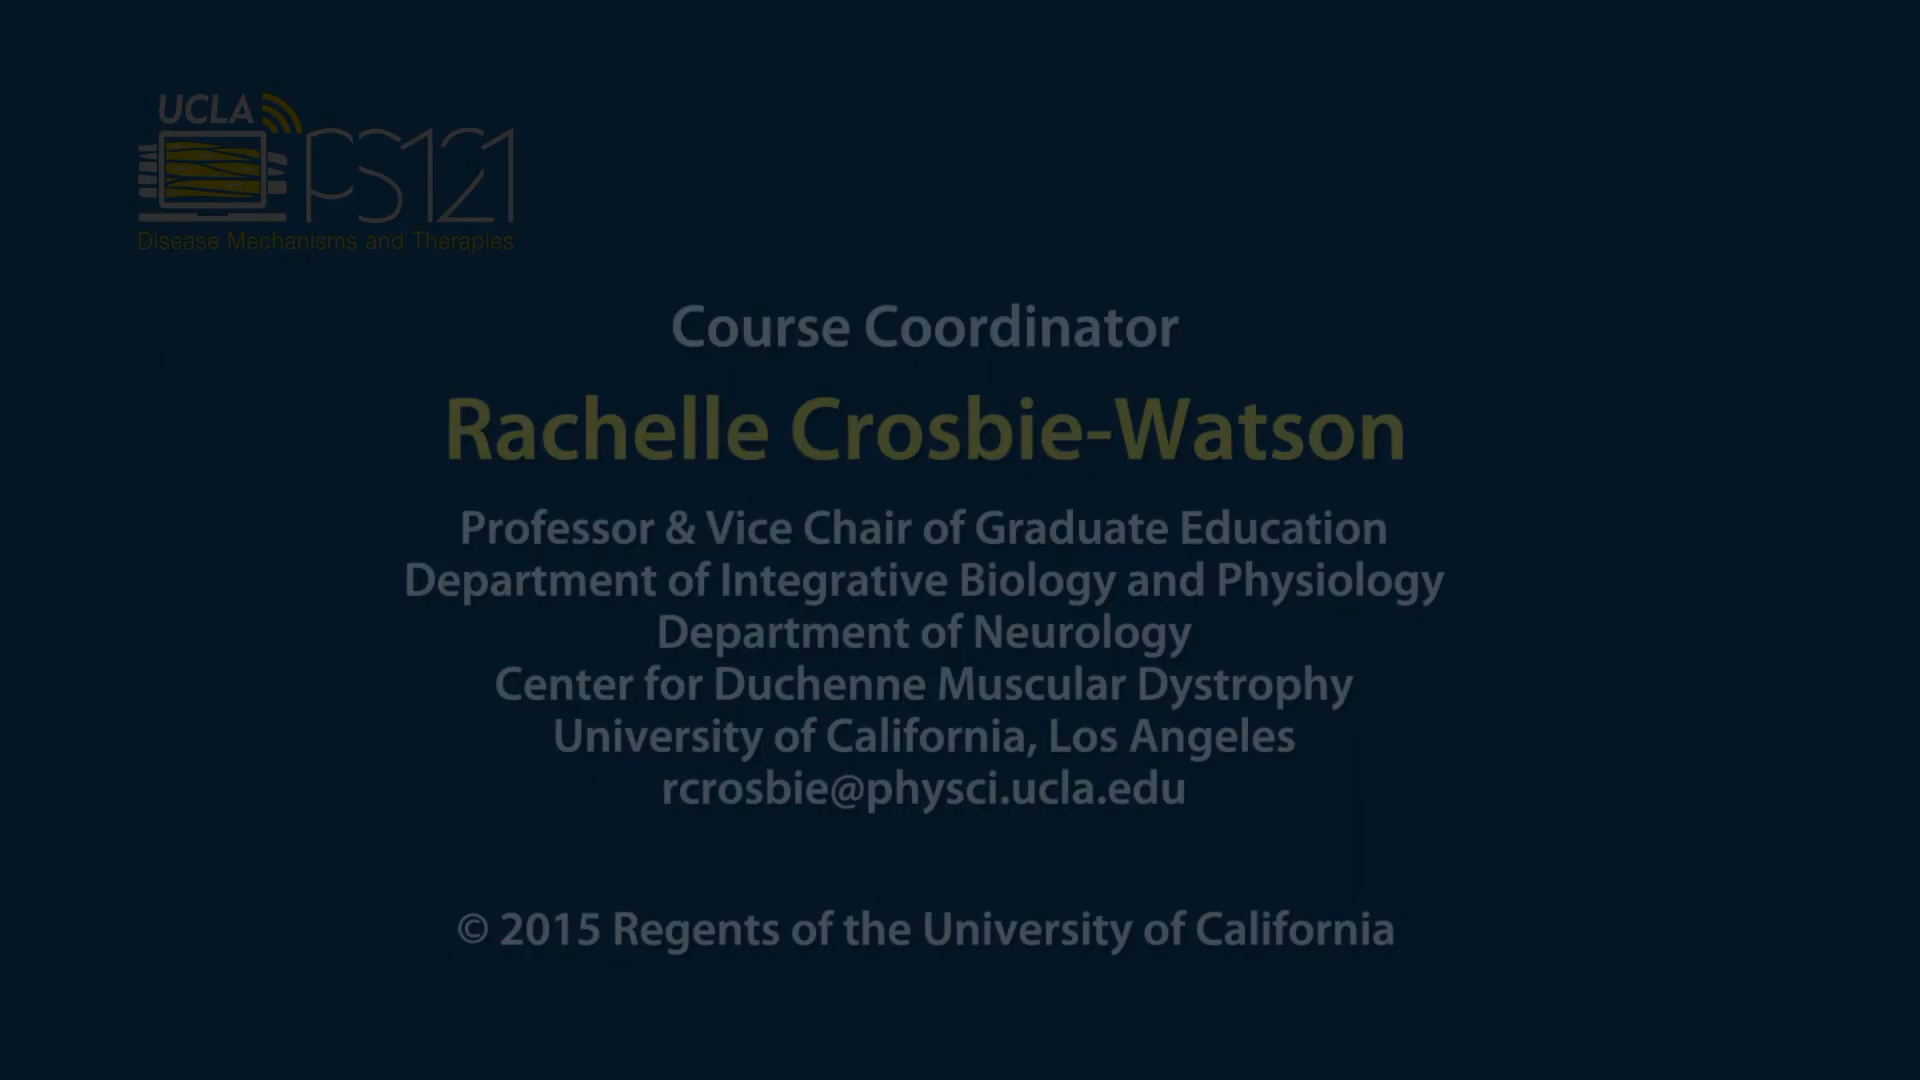 UCLA
PS121
Disease Mechanisms and Therapies
Course Coordinator
Rachelle Crosbie-Watson
Professor & Vice Chair of Graduate Education
Department of Integrative Biology and Physiology
Department of Neurology
Center for Duchenne Muscular Dystrophy
University of California, Los Angeles
rcrosbie@physci.ucla.edu
© 2015 Regents of the University of California